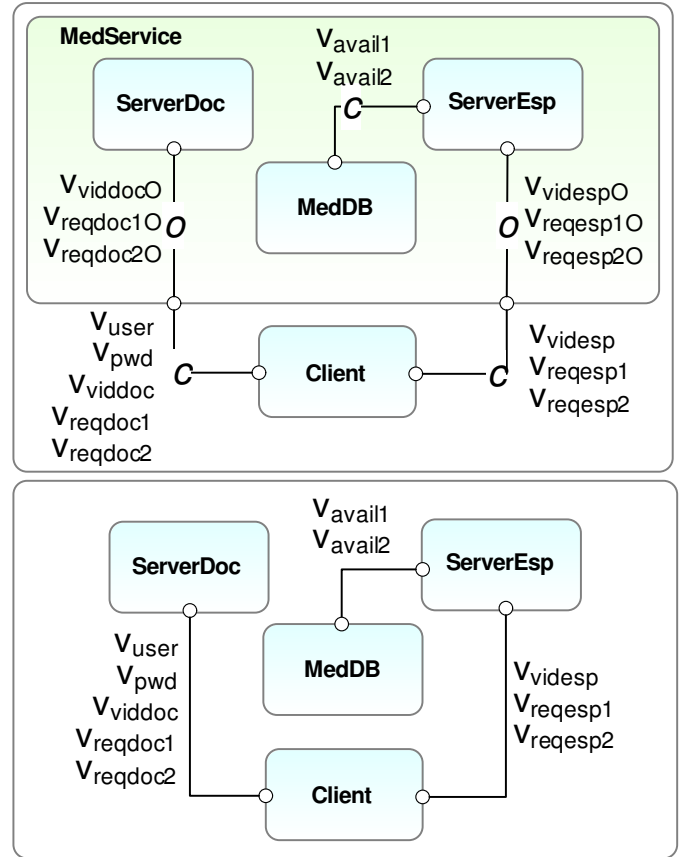 MedService
Vavail1
Vavail2
ServerDoc
C
ServerEsp
MedDB
VviddocO
Vreqdoc1O
Vreqdoc2O
O
O
VvidespO
Vreqesp1O
Vreqesp2O
Vuser
Vpwd
Vviddoc
Vreqdoc1
Vreqdoc2
C
Client
C
Vvidesp
Vreqesp1
Vreqesp2
Vavail1
Vavail2
ServerDoc
ServerEsp
MedDB
Vuser
Vpwd
Vviddoc
Vreqdoc1
Vreqdoc2
Vvidesp
Vreqesp1
Vreqesp2
Client